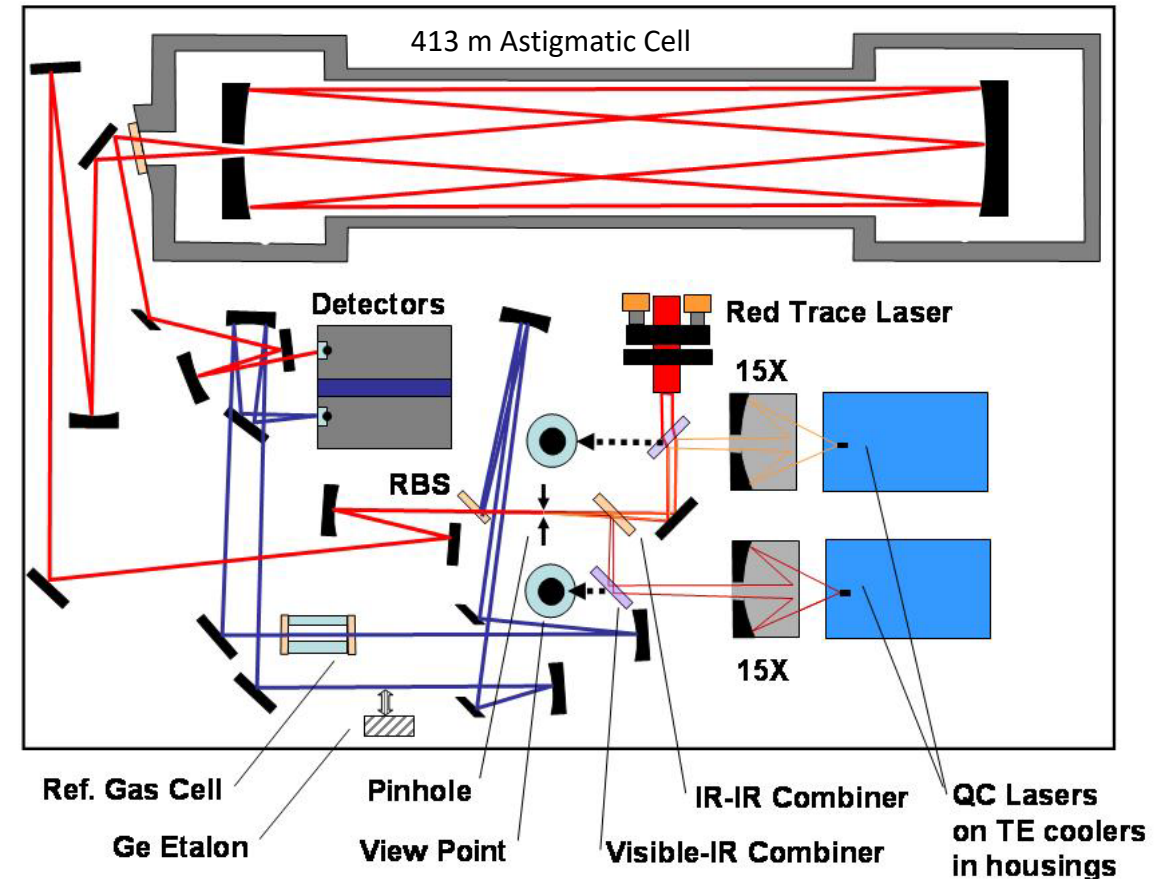 413 m Astigmatic Cell
Detectors
Red Trace Laser
15X
RBS
15X
Ref. Gas Cell
Ge Etalon
Pinhole
View Point
IR-IR Combiner
Visible-IR Combiner
QC Lasers
on TE coolers
in housings